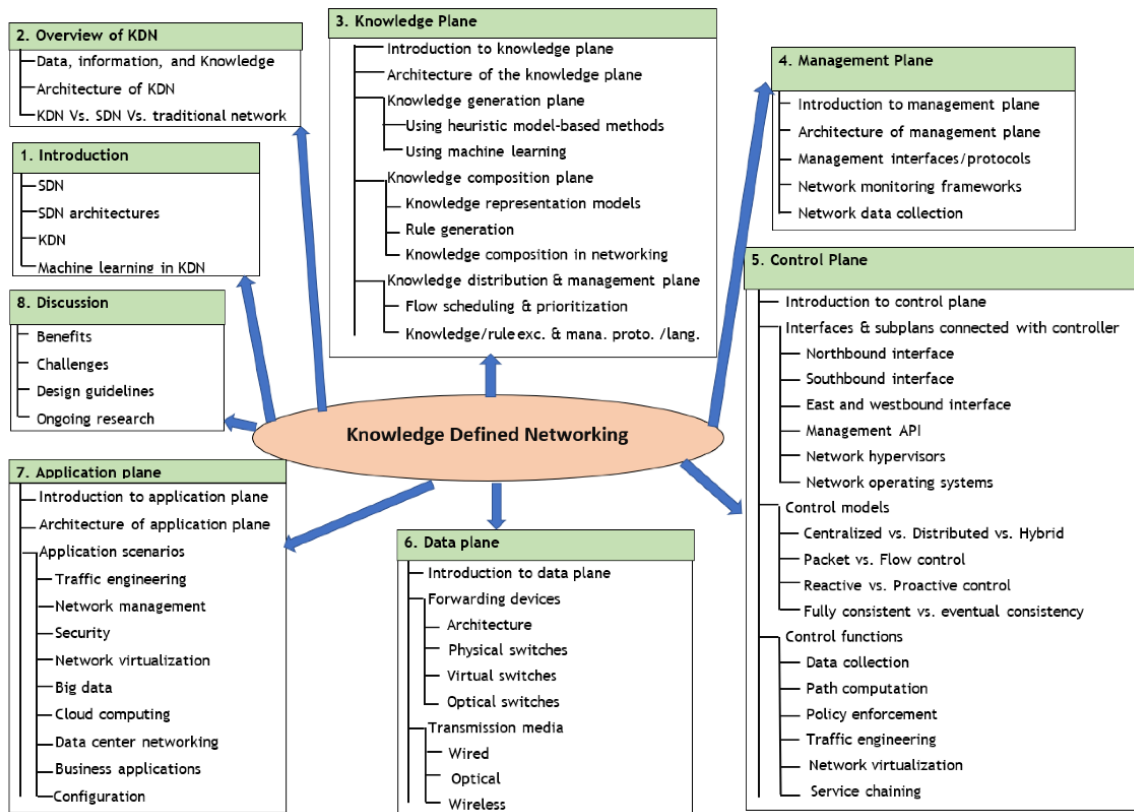 2. Overview of KDN
Data, information, and Knowledge
Architecture of KDN
KDN Vs. SDN Vs. traditional network
1. Introduction
SDN
SDN architectures
KDN
Machine learning in KDN
8. Discussion
Benefits
Challenges
Design guidelines
Ongoing research
3. Knowledge Plane
Introduction to knowledge plane
Architecture of the knowledge plane
Knowledge generation plane
Using heuristic model-based methods
Using machine learning
Knowledge composition plane
Knowledge representation models
Rule generation
Knowledge composition in networking
Knowledge distribution & management plane
Flow scheduling & prioritization
Knowledge/rule exc. & mana. proto. /lang.
4. Management Plane
Introduction to management plane
Architecture of management plane
Management interfaces/protocols
Network monitoring frameworks
Network data collection
Knowledge Defined Networking
5. Control Plane
Introduction to control plane
Interfaces & subplans connected with controller
Northbound interface
Southbound interface
East and westbound interface
Management API
Network hypervisors
Network operating systems
Control models
Centralized vs. Distributed vs. Hybrid
Packet vs. Flow control
Reactive vs. Proactive control
Fully consistent vs. eventual consistency
Control functions
Data collection
Path computation
Policy enforcement
Traffic engineering
Network virtualization
Service chaining
7. Application plane
Introduction to application plane
Architecture of application plane
Application scenarios
Traffic engineering
Network management
Security
Network virtualization
Big data
Cloud computing
Data center networking
Business applications
Configuration
6. Data plane
Introduction to data plane
Forwarding devices
Architecture
Physical switches
Virtual switches
Optical switches
Transmission media
Wired
Optical
Wireless